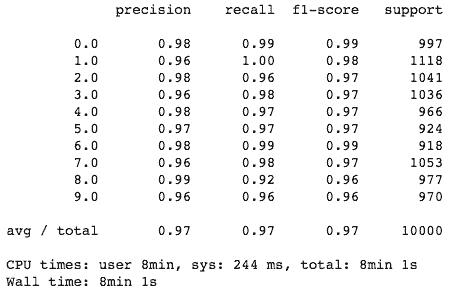 precision recall f1-score support
0.0 0.98 0.99 0.99 997
1.0 0.96 1.00 0.98 1118
2.0 0.98 0.96 0.97 1041
3.0 0.96 0.98 0.97 1036
4.0 0.98 0.97 0.97 966
5.0 0.97 0.97 0.97 924
6.0 0.98 0.99 0.99 918
7.0 0.96 0.98 0.97 1053
8.0 0.99 0.92 0.96 977
9.0 0.96 0.96 0.96 970
avg / total 0.97 0.97 0.97 10000
CPU times: user 8min, sys: 244 ms, total: 8min 1s
Wall time: 8min 1s